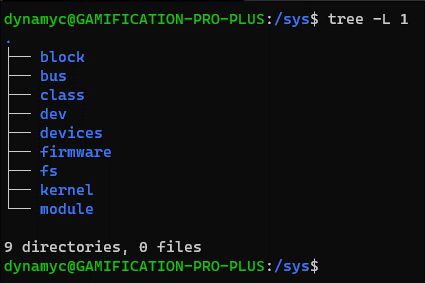 dynamyc@GAMIFICATION-PRO-PLUS:/sys$ tree -L 1
.
├── block
├── bus
├── class
├── dev
├── devices
├── firmware
├── fs
├── kernel
└── module
9 directories, 0 files
dynamyc@GAMIFICATION-PRO-PLUS:/sys$